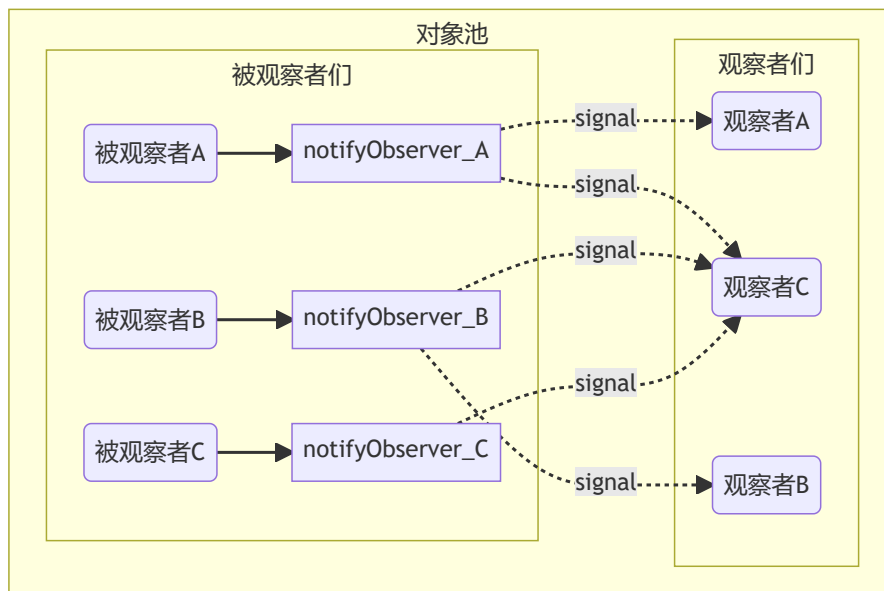 对象池
被观察者们
观察者们
被观察者A
notifyObserver_A
signal
观察者A
signal
signal
观察者C
被观察者B
notifyObserver_B
signal
被观察者C
notifyObserver_C
signal
观察者B